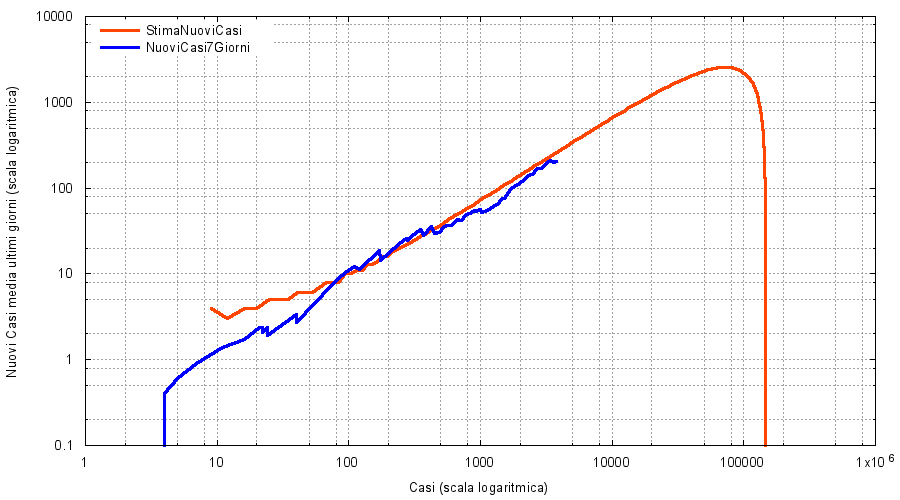 10000
StimaNuoviCasi
NuoviCasi7Giorni
1000
100
10
1
0.1
Nuovi Casi media ultimi giorni (scala logaritmica)
1 10 100 1000 10000 100000 1x10 6
Casi (scala logaritmica)